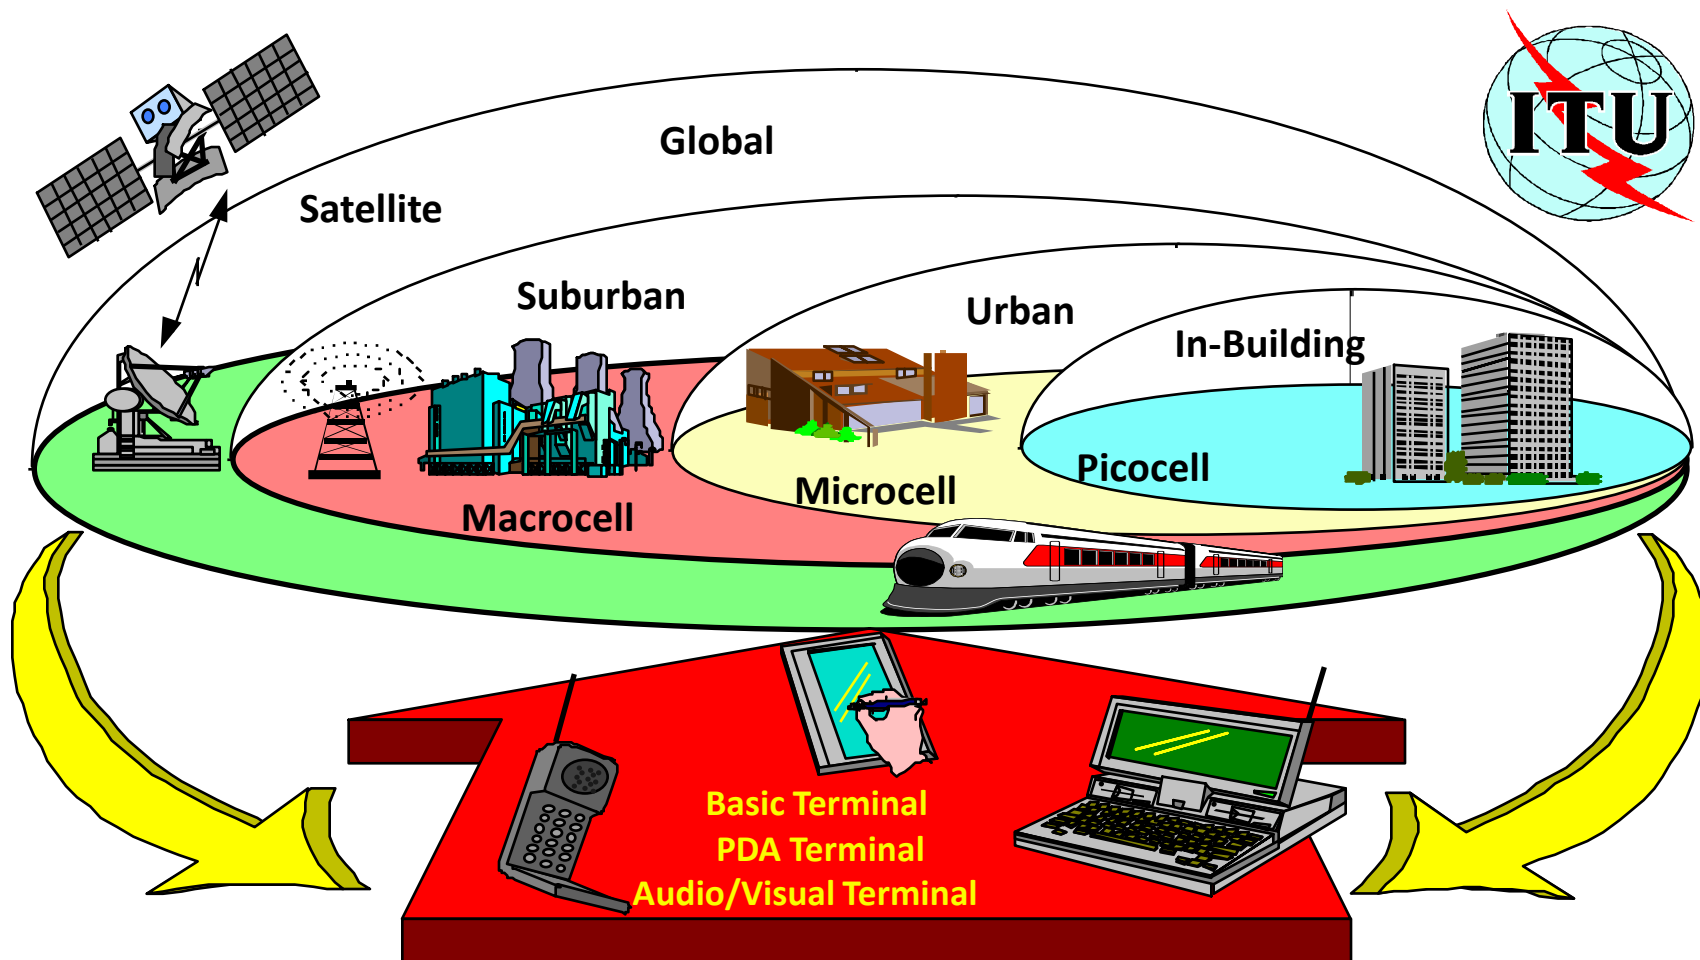 ITU
Global
Satellite
Suburban
Urban
In-Building
Picocell
Microcell
Macrocell
Basic Terminal
PDA Terminal
Audio/Visual Terminal